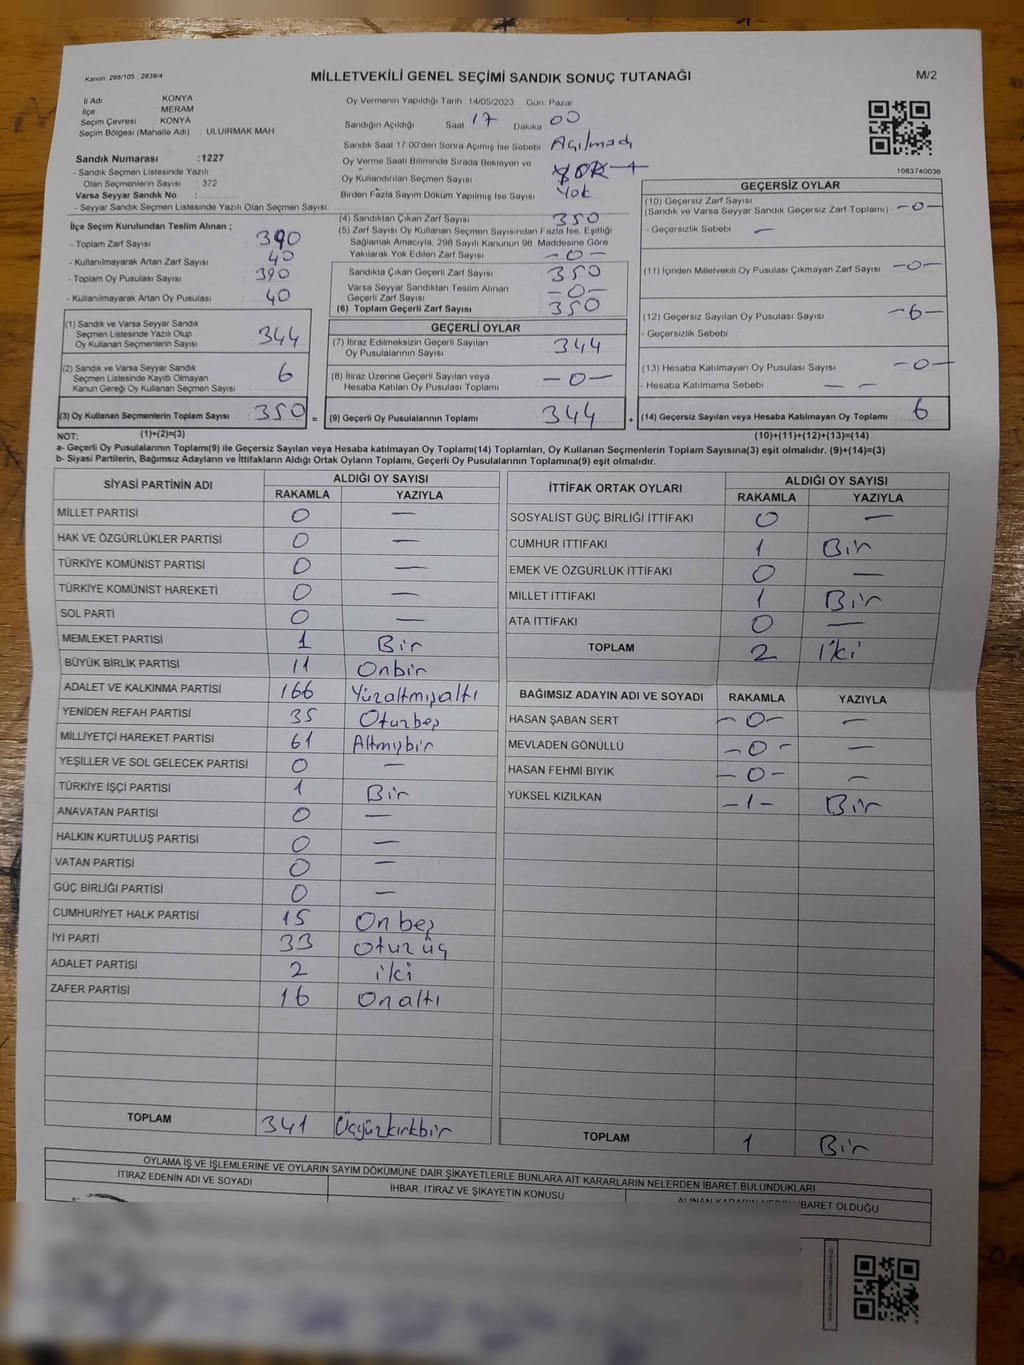 Kanun: 298/105 , 2839/4
MİLLETVEKİLİ GENEL SEÇİMİ SANDIK SONUÇ TUTANAĞI
M/2
İl Adı KONYA
İlçe MERAM
Seçim Çevresi : KONYA
Seçim Bölgesi (Mahalle Adı) : ULUIRMAK MAH.
Sandık Numarası :1227
- Sandık Seçmen Listesinde Yazılı
Olan Seçmenlerin Sayısı : 372
Varsa Seyyar Sandık No :
- Seyyar Sandık Seçmen Listesinde Yazılı Olan Seçmen Sayısı
Oy Vermenin Yapıldığı Tarih 14/05/2023 Gün: Pazar
Sandığın Açıldığı Saat 17 Dakika 00
Sandık Saat 17:00'den Sonra Açılmış İse Sebebi Açılmadı
Oy Verme Saati Bitiminde Sırada Bekleyen ve
Oy Kullandırılan Seçmen Sayısı YOK
Birden Fazla Sayım Döküm Yapılmış İse Sayısı Yok
1083740036
İlçe Seçim Kurulundan Teslim Alınan ;
- Toplam Zarf Sayısı 390
- Kullanılmayarak Artan Zarf Sayısı 40
- Toplam Oy Pusulası Sayısı 390
- Kullanılmayarak Artan Oy Pusulası 40
(1) Sandık ve Varsa Seyyar Sandık
Seçmen Listesinde Yazılı Olup
Oy Kullanan Seçmenlerin Sayısı 344
(2) Sandık ve Varsa Seyyar Sandık
Seçmen Listesinde Kayıtlı Olmayan
Kanun Gereği Oy Kullanan Seçmen Sayısı 6
(3) Oy Kullanan Seçmenlerin Toplam Sayısı 350 =
(4) Sandıktan Çıkan Zarf Sayısı 350
(5) Zarf Sayısı Oy Kullanan Seçmen Sayısından Fazla İse, Eşitliği
Sağlamak Amacıyla, 298 Sayılı Kanunun 98. Maddesine Göre
Yakılarak Yok Edilen Zarf Sayısı - 0 -
Sandıkta Çıkan Geçerli Zarf Sayısı 350
Varsa Seyyar Sandıktan Teslim Alınan
Geçerli Zarf Sayısı -0-
(6) Toplam Geçerli Zarf Sayısı 350
GEÇERLİ OYLAR
(7) İtiraz Edilmeksizin Geçerli Sayılan
Oy Pusulalarının Sayısı 344
(8) İtiraz Üzerine Geçerli Sayılan veya
Hesaba Katılan Oy Pusulası Toplamı - 0 -
(9) Geçerli Oy Pusulalarının Toplamı 344 +
GEÇERSİZ OYLAR
(10) Geçersiz Zarf Sayısı
(Sandık ve Varsa Seyyar Sandık Geçersiz Zarf Toplamı) -0-
- Geçersizlik Sebebi -
(11) İçinden Milletvekili Oy Pusulası Çıkmayan Zarf Sayısı -0-
(12) Geçersiz Sayılan Oy Pusulası Sayısı -6-
- Geçersizlik Sebebi :
(13) Hesaba Katılmayan Oy Pusulası Sayısı -0-
- Hesaba Katılmama Sebebi - -
(14) Geçersiz Sayılan veya Hesaba Katılmayan Oy Toplamı 6
NOT: (1)+(2)=(3)
(10)+(11)+(12)+(13)=(14)
a- Geçerli Oy Pusulalarının Toplamı(9) ile Geçersiz Sayılan veya Hesaba katılmayan Oy Toplamı(14) Toplamları, Oy Kullanan Seçmenlerin Toplam Sayısına(3) eşit olmalıdır. (9)+(14)=(3)
b- Siyasi Partilerin, Bağımsız Adayların ve İttifakların Aldığı Ortak Oyların Toplamı, Geçerli Oy Pusulalarının Toplamına(9) eşit olmalıdır.
SİYASİ PARTİNİN ADI ALDIĞI OY SAYISI
RAKAMLA YAZIYLA
MİLLET PARTİSİ 0 -
HAK VE ÖZGÜRLÜKLER PARTİSİ 0 -
TÜRKİYE KOMÜNİST PARTİSİ 0 -
TÜRKİYE KOMÜNİST HAREKETİ 0 -
SOL PARTİ 0 -
MEMLEKET PARTİSİ 1 Bir
BÜYÜK BİRLİK PARTİSİ 11 Onbir
ADALET VE KALKINMA PARTİSİ 166 Yüzaltmışaltı
YENİDEN REFAH PARTİSİ 35 Otuzbeş
MİLLİYETÇİ HAREKET PARTİSİ 61 Altmışbir
YEŞİLLER VE SOL GELECEK PARTİSİ 0 -
TÜRKİYE İŞÇİ PARTİSİ 1 Bir
ANAVATAN PARTİSİ 0 -
HALKIN KURTULUŞ PARTİSİ 0 -
VATAN PARTİSİ 0 -
GÜÇ BİRLİĞİ PARTİSİ 0 -
CUMHURİYET HALK PARTİSİ 15 On beş
İYİ PARTİ 33 Otuz üç
ADALET PARTİSİ 2 iki
ZAFER PARTİSİ 16 On altı
TOPLAM 341 Üçyüzkırkbir
İTTİFAK ORTAK OYLARI ALDIĞI OY SAYISI
RAKAMLA YAZIYLA
SOSYALİST GÜÇ BİRLİĞİ İTTİFAKI 0 -
CUMHUR İTTİFAKI 1 Bir
EMEK VE ÖZGÜRLÜK İTTİFAKI 0 -
MİLLET İTTİFAKI 1 Bir
ATA İTTİFAKI 0 -
TOPLAM 2 iki
BAĞIMSIZ ADAYIN ADI VE SOYADI RAKAMLA YAZIYLA
HASAN ŞABAN SERT -0- -
MEVLADEN GÖNÜLLÜ -0- -
HASAN FEHMİ BIYIK -0- -
YÜKSEL KIZILKAN -1- Bir
TOPLAM 1 Bir
OYLAMA İŞ VE İŞLEMLERİNE VE OYLARIN SAYIM DÖKÜMÜNE DAİR ŞİKAYETLERLE BUNLARA AİT KARARLARIN NELERDEN İBARET BULUNDUKLARI
İTİRAZ EDENİN ADI VE SOYADI
İHBAR, İTİRAZ VE ŞİKAYETİN KONUSU
ALINAN KARARIN NEDEN İBARET OLDUĞU